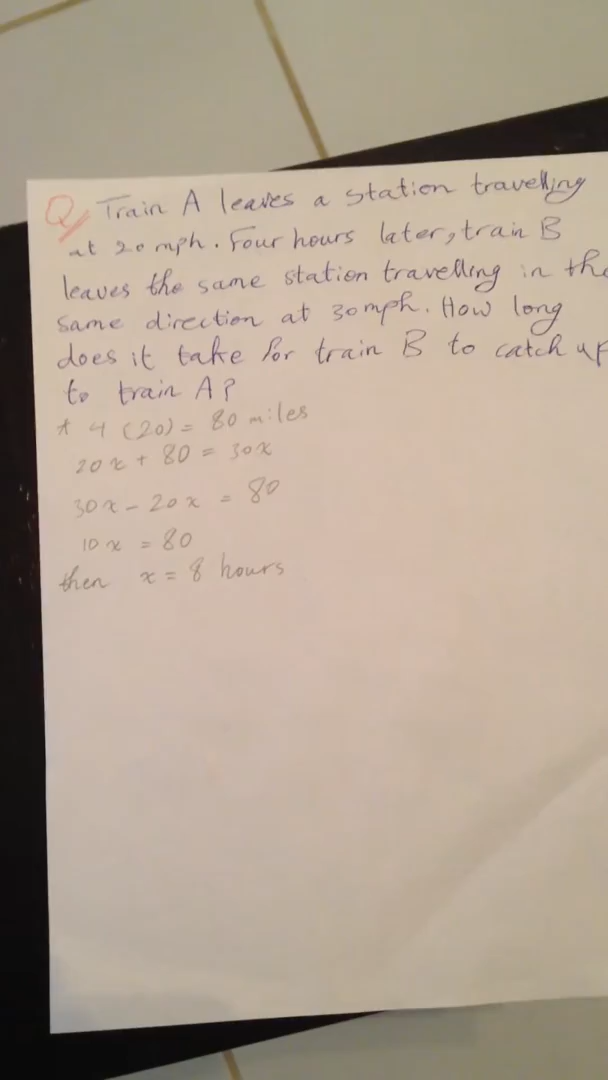 Q/ Train A leaves a station travelling
at 20 mph. Four hours later, train B
leaves the same station travelling in the
same direction at 30mph. How long
does it take for train B to catch up
to train A?
* 4 (20) = 80 miles
20x + 80 = 30x
30x - 20x = 80
10x = 80
then x = 8 hours